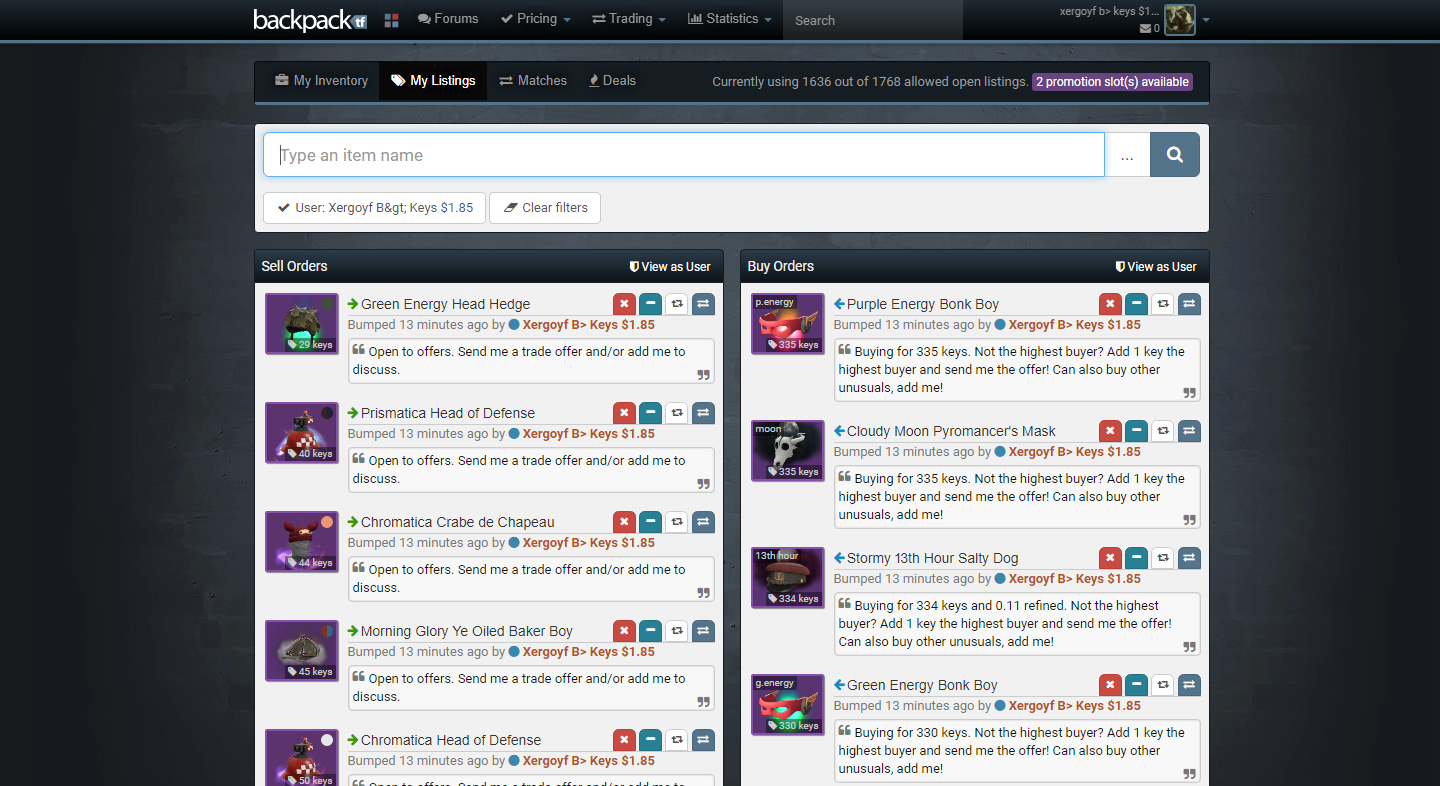 backpack tf
Forums
Pricing
Trading
Statistics
Search
xergoyf b> keys $1...
0
My Inventory
My Listings
Matches
Deals
Currently using 1636 out of 1768 allowed open listings. 2 promotion slot(s) available
Type an item name
...
User: Xergoyf B&gt; Keys $1.85
Clear filters
Sell Orders
View as User
29 keys
Green Energy Head Hedge
Bumped 13 minutes ago by Xergoyf B> Keys $1.85
Open to offers. Send me a trade offer and/or add me to
discuss.
40 keys
Prismatica Head of Defense
Bumped 13 minutes ago by Xergoyf B> Keys $1.85
Open to offers. Send me a trade offer and/or add me to
discuss.
44 keys
Chromatica Crabe de Chapeau
Bumped 13 minutes ago by Xergoyf B> Keys $1.85
Open to offers. Send me a trade offer and/or add me to
discuss.
45 keys
Morning Glory Ye Oiled Baker Boy
Bumped 13 minutes ago by Xergoyf B> Keys $1.85
Open to offers. Send me a trade offer and/or add me to
discuss.
50 keys
Chromatica Head of Defense
Bumped 13 minutes ago by Xergoyf B> Keys $1.85
Open to offers. Send me a trade offer and/or add me to
Buy Orders
View as User
p.energy
335 keys
Purple Energy Bonk Boy
Bumped 13 minutes ago by Xergoyf B> Keys $1.85
Buying for 335 keys. Not the highest buyer? Add 1 key the
highest buyer and send me the offer! Can also buy other
unusuals, add me!
moon
335 keys
Cloudy Moon Pyromancer's Mask
Bumped 13 minutes ago by Xergoyf B> Keys $1.85
Buying for 335 keys. Not the highest buyer? Add 1 key the
highest buyer and send me the offer! Can also buy other
unusuals, add me!
13th hour
334 keys
Stormy 13th Hour Salty Dog
Bumped 13 minutes ago by Xergoyf B> Keys $1.85
Buying for 334 keys and 0.11 refined. Not the highest
buyer? Add 1 key the highest buyer and send me the offer!
Can also buy other unusuals, add me!
g.energy
330 keys
Green Energy Bonk Boy
Bumped 13 minutes ago by Xergoyf B> Keys $1.85
Buying for 330 keys. Not the highest buyer? Add 1 key the
highest buyer and send me the offer! Can also buy other
unusuals, add me!